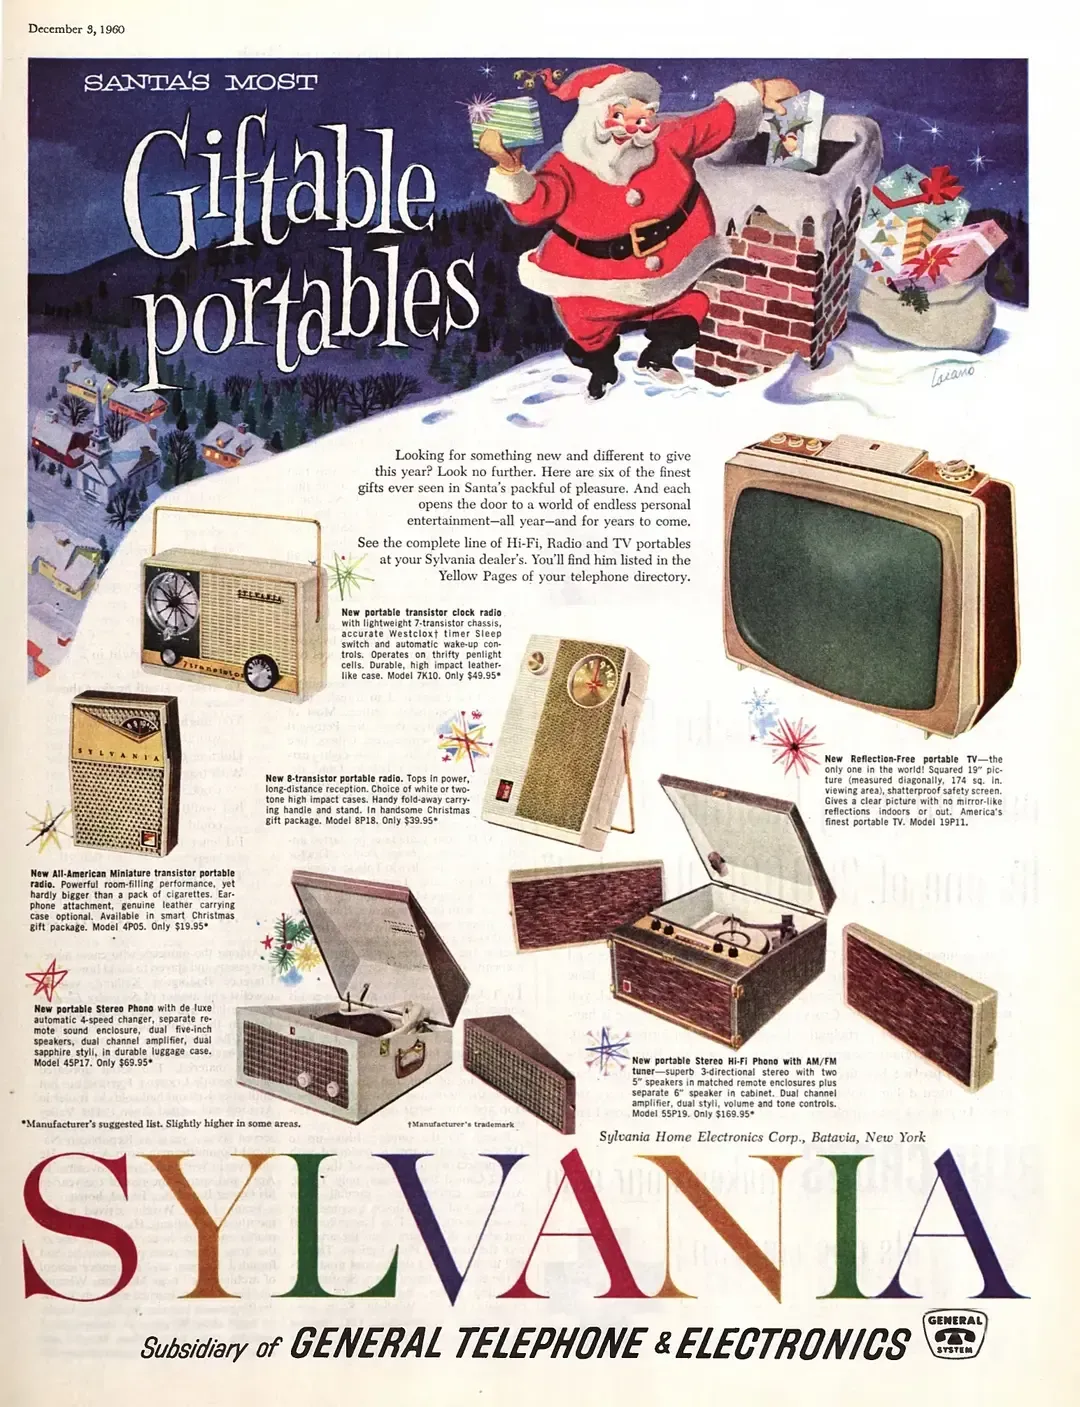 December 3, 1960
SANTA'S MOST
Giftable
portables
Lozano
Looking for something new and different to give
this year? Look no further. Here are six of the finest
gifts ever seen in Santa's packful of pleasure. And each
opens the door to a world of endless personal
entertainment—all year—and for years to come.
See the complete line of Hi-Fi, Radio and TV portables
at your Sylvania dealer's. You'll find him listed in the
Yellow Pages of your telephone directory.
SYLVANIA
7 transistor
New portable transistor clock radio
with lightweight 7-transistor chassis,
accurate Westclox† timer Sleep
switch and automatic wake-up con-
trols. Operates on thrifty penlight
cells. Durable, high impact leather-
like case. Model 7K10. Only $49.95*
SYLVANIA
New 8-transistor portable radio. Tops in power,
long-distance reception. Choice of white or two-
tone high impact cases. Handy fold-away carry-
ing handle and stand. In handsome Christmas
gift package. Model 8P18. Only $39.95*
New Reflection-Free portable TV—the
only one in the world! Squared 19" pic-
ture (measured diagonally, 174 sq. in.
viewing area), shatterproof safety screen.
Gives a clear picture with no mirror-like
reflections indoors or out. America's
finest portable TV. Model 19P11.
New All-American Miniature transistor portable
radio. Powerful room-filling performance, yet
hardly bigger than a pack of cigarettes. Ear-
phone attachment, genuine leather carrying
case optional. Available in smart Christmas
gift package. Model 4P05. Only $19.95*
New portable Stereo Phono with de luxe
automatic 4-speed changer, separate re-
mote sound enclosure, dual five-inch
speakers, dual channel amplifier, dual
sapphire styli, in durable luggage case.
Model 45P17. Only $69.95*
New portable Stereo Hi-Fi Phono with AM/FM
tuner—superb 3-directional stereo with two
5" speakers in matched remote enclosures plus
separate 6" speaker in cabinet. Dual channel
amplifier, dual styli, volume and tone controls.
Model 55P19. Only $169.95*
*Manufacturer's suggested list. Slightly higher in some areas.
†Manufacturer's trademark
Sylvania Home Electronics Corp., Batavia, New York
SYLVANIA
Subsidiary of GENERAL TELEPHONE & ELECTRONICS
GENERAL
SYSTEM